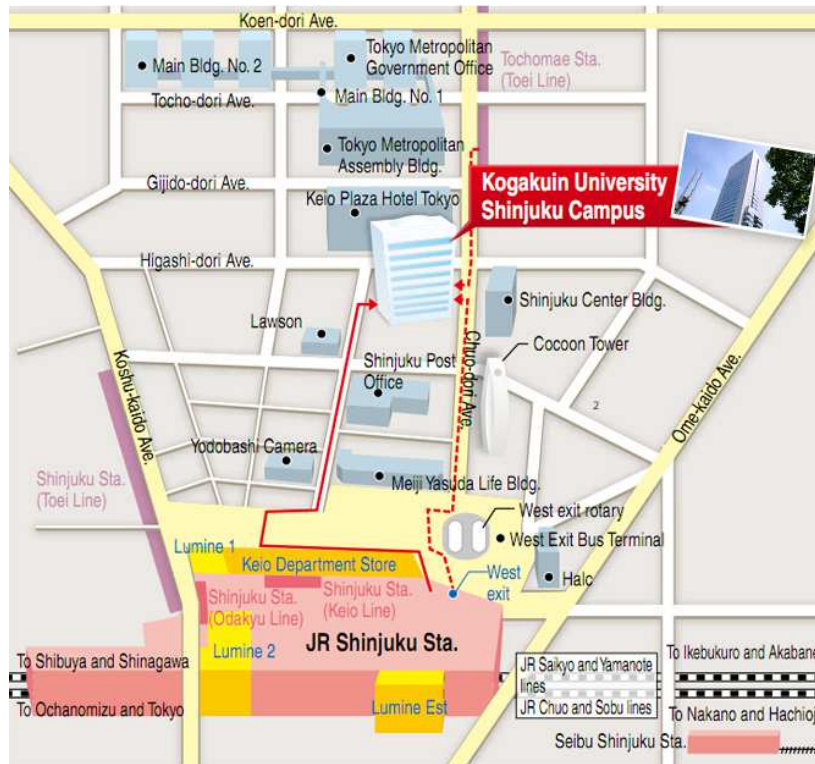 Koen-dori Ave.
Main Bldg. No. 2
Tokyo Metropolitan
Government Office
Tochomae Sta.
(Toei Line)
Tocho-dori Ave.
Main Bldg. No. 1
Tokyo Metropolitan
Assembly Bldg.
Kogakuin University
Shinjuku Campus
Gijido-dori Ave.
Keio Plaza Hotel Tokyo
Higashi-dori Ave.
Shinjuku Center Bldg.
Lawson
Cocoon Tower
Chuo-dori Ave.
Koshu-kaido Ave.
Shinjuku Post
Office
Ome-kaido Ave.
2
Yodobashi Camera
Shinjuku Sta.
(Toei Line)
Meiji Yasuda Life Bldg.
West exit rotary
West Exit Bus Terminal
Lumine 1
Keio Department Store
West
exit
Halc
Shinjuku Sta.
(Odakyu Line)
Shinjuku Sta.
(Keio Line)
JR Shinjuku Sta.
Lumine 2
To Shibuya and Shinagawa
To Ikebukuro and Akabane
JR Saikyo and Yamanote
lines
JR Chuo and Sobu lines
To Ochanomizu and Tokyo
Lumine Est
To Nakano and Hachioj
Seibu Shinjuku Sta.